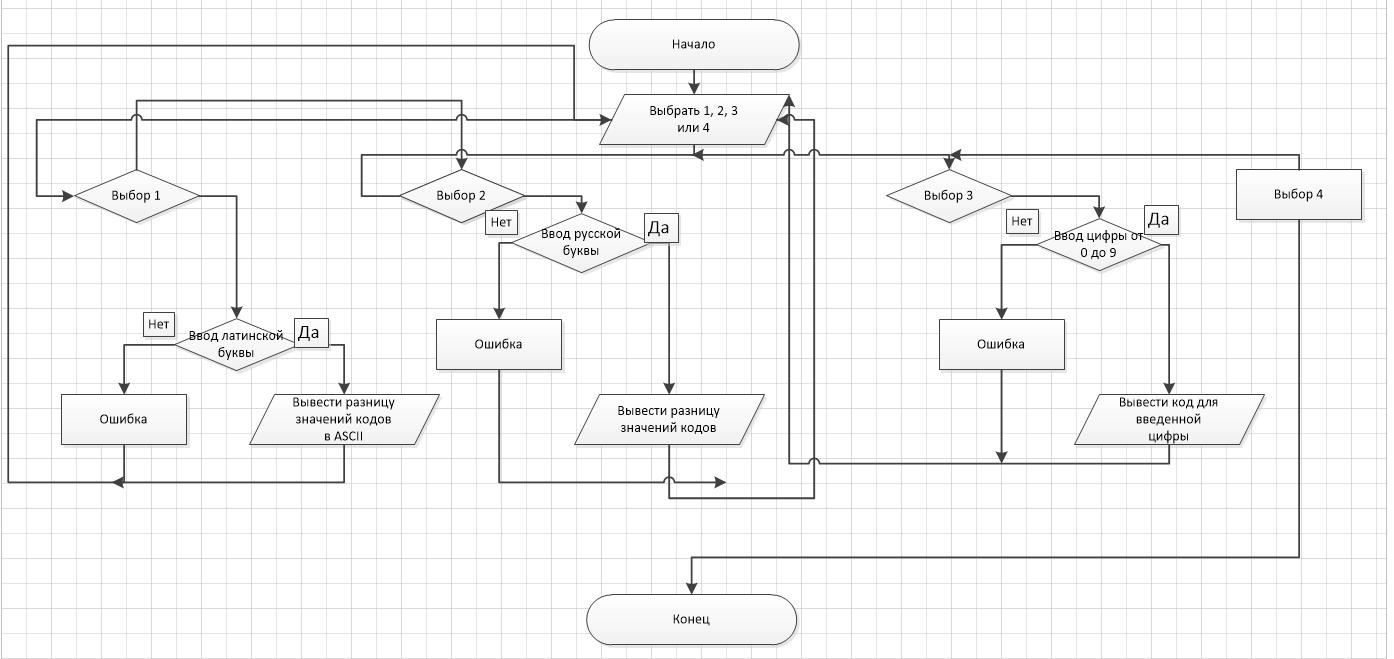 Начало
Выбрать 1, 2, 3
или 4
Выбор 1
Выбор 2
Выбор 3
Выбор 4
Нет
Ввод русской
буквы
Да
Нет
Ввод цифры от
0 до 9
Да
Нет
Ввод латинской
буквы
Да
Ошибка
Ошибка
Ошибка
Вывести разницу
значений кодов
в ASCII
Вывести разницу
значений кодов
Вывести код для
введенной
цифры
Конец